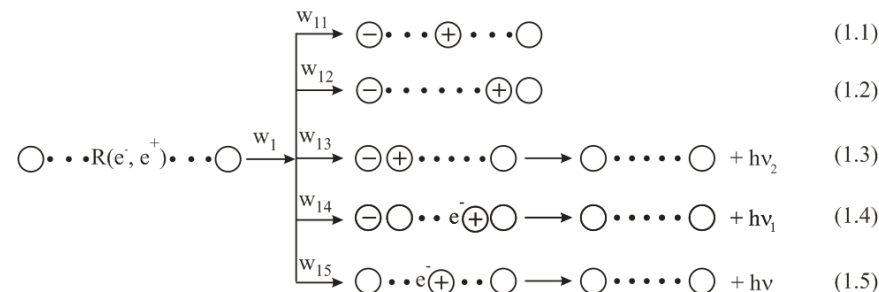 w₁₁ ⊖•••⊕•••○ (1.1)
w₁₂ ⊖••••••⊕○ (1.2)
○•••R(e⁻, e⁺)•••○ w₁ w₁₃ ⊖⊕•••••○ → ○•••••○ + hν₂ (1.3)
w₁₄ ⊖○••e⁻⊕○ → ○•••••○ + hν₁ (1.4)
w₁₅ ○••e⁻⊕••○ → ○•••••○ + hν (1.5)